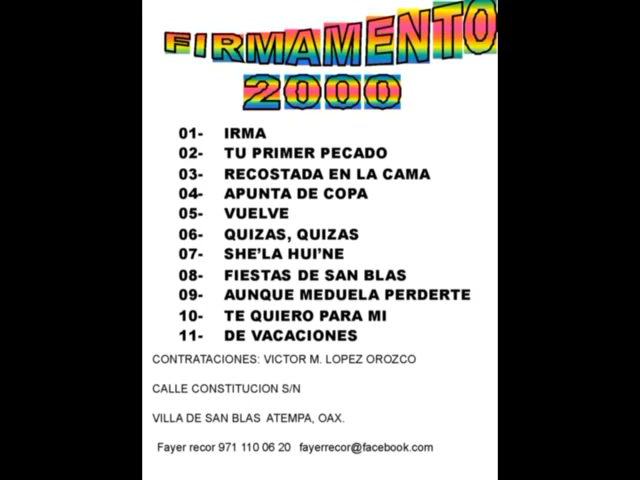 FIRMAMENTO
2000
01- IRMA
02- TU PRIMER PECADO
03- RECOSTADA EN LA CAMA
04- APUNTA DE COPA
05- VUELVE
06- QUIZAS, QUIZAS
07- SHE'LA HUI'NE
08- FIESTAS DE SAN BLAS
09- AUNQUE MEDUELA PERDERTE
10- TE QUIERO PARA MI
11- DE VACACIONES
CONTRATACIONES: VICTOR M. LOPEZ OROZCO
CALLE CONSTITUCION S/N
VILLA DE SAN BLAS ATEMPA, OAX.
Fayer recor 971 110 06 20 fayerrecor@facebook.com